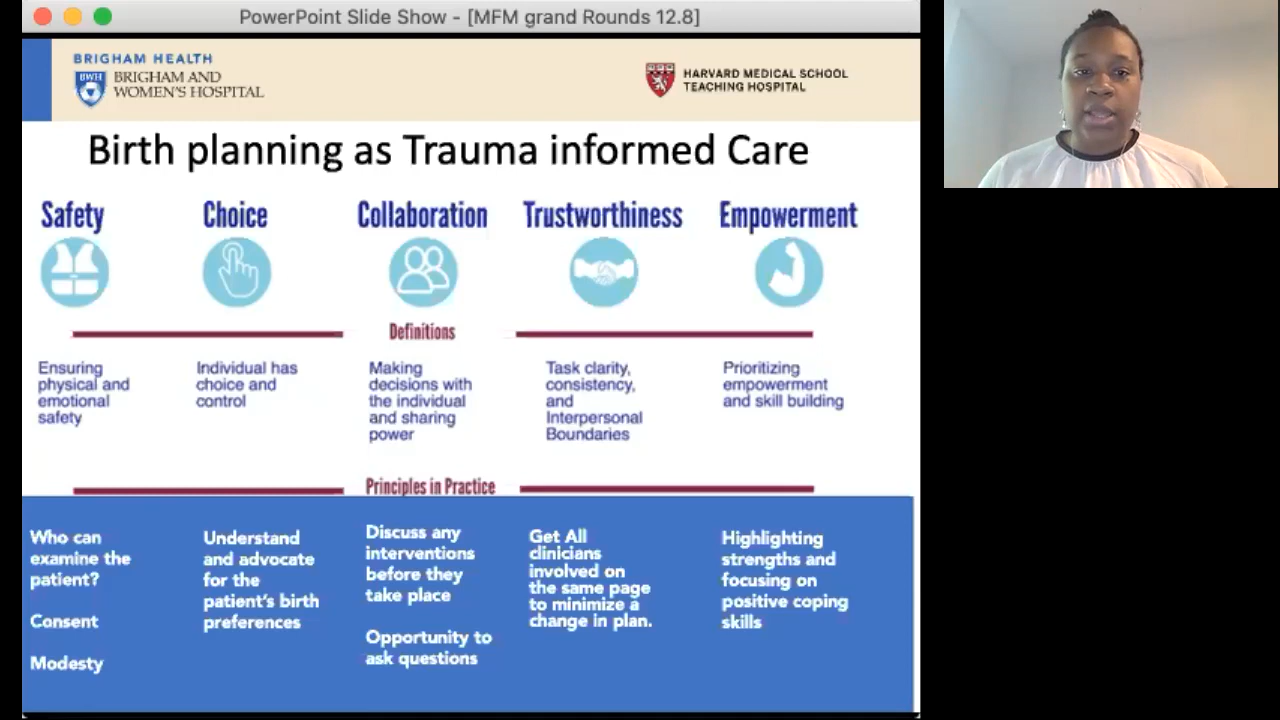 PowerPoint Slide Show - [MFM grand Rounds 12.8]
BRIGHAM HEALTH
BWH
BRIGHAM AND
WOMEN'S HOSPITAL
HARVARD MEDICAL SCHOOL
TEACHING HOSPITAL
Birth planning as Trauma informed Care
Safety
Choice
Collaboration
Trustworthiness
Empowerment
Definitions
Ensuring
physical and
emotional
safety
Individual has
choice and
control
Making
decisions with
the individual
and sharing
power
Task clarity,
consistency,
and
Interpersonal
Boundaries
Prioritizing
empowerment
and skill building
Principles in Practice
Who can
examine the
patient?
Consent
Modesty
Understand
and advocate
for the
patient's birth
preferences
Discuss any
interventions
before they
take place
Opportunity to
ask questions
Get All
clinicians
involved on
the same page
to minimize a
change in plan.
Highlighting
strengths and
focusing on
positive coping
skills